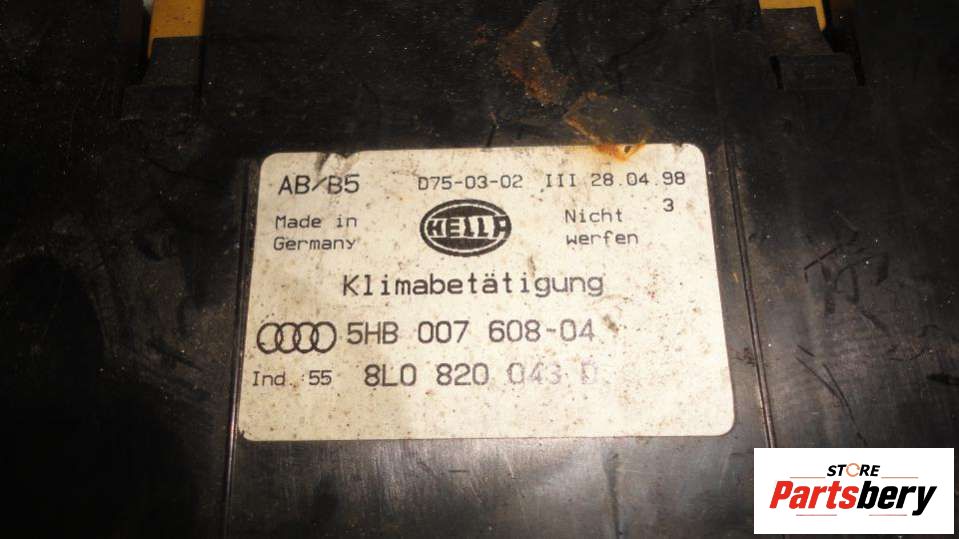 AB/B5 D75-03-02 III 28.04.98
Made in Germany
HELLA
Nicht werfen
3
Klimabetätigung
5HB 007 608-04
Ind. 55 8L0 820 043 D
STORE
Partsbery